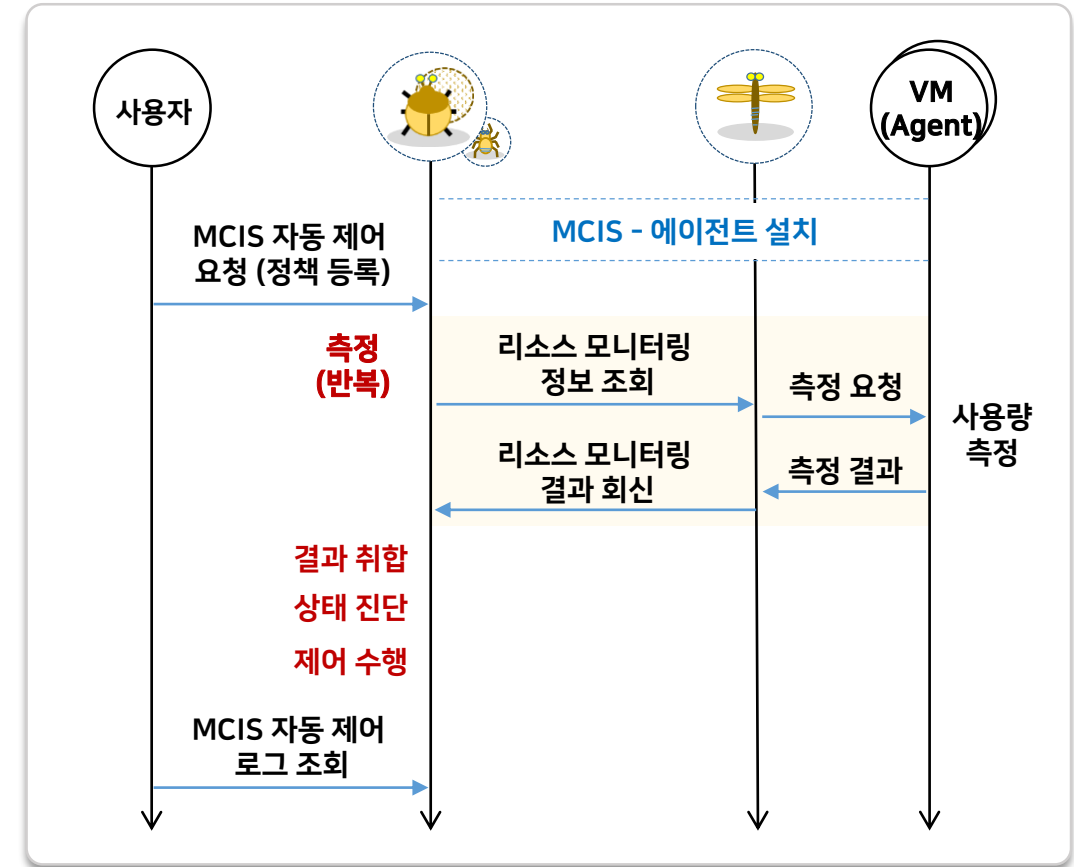 사용자
VM
(Agent)
MCIS - 에이전트 설치
MCIS 자동 제어
요청 (정책 등록)
측정
(반복)
리소스 모니터링
정보 조회
측정 요청
사용량
측정
리소스 모니터링
결과 회신
측정 결과
결과 취합
상태 진단
제어 수행
MCIS 자동 제어
로그 조회